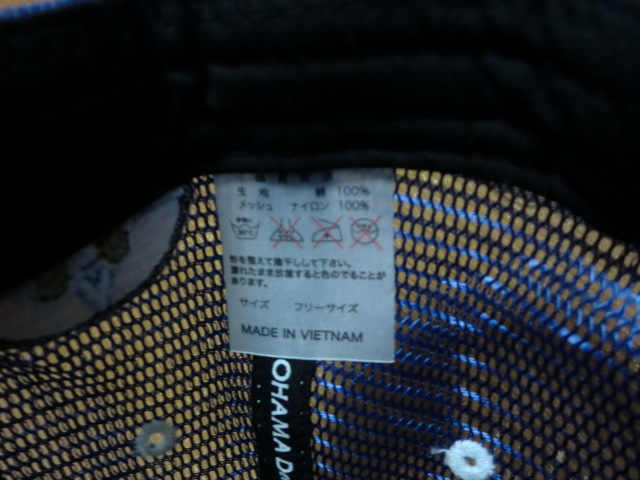 生 地 綿 100%
メッシュ ナイロン 100%
形を整えて陰干しして下さい。
濡れたまま放置すると色のでることが
あります。
サイズ フリーサイズ
MADE IN VIETNAM
OHAMA D